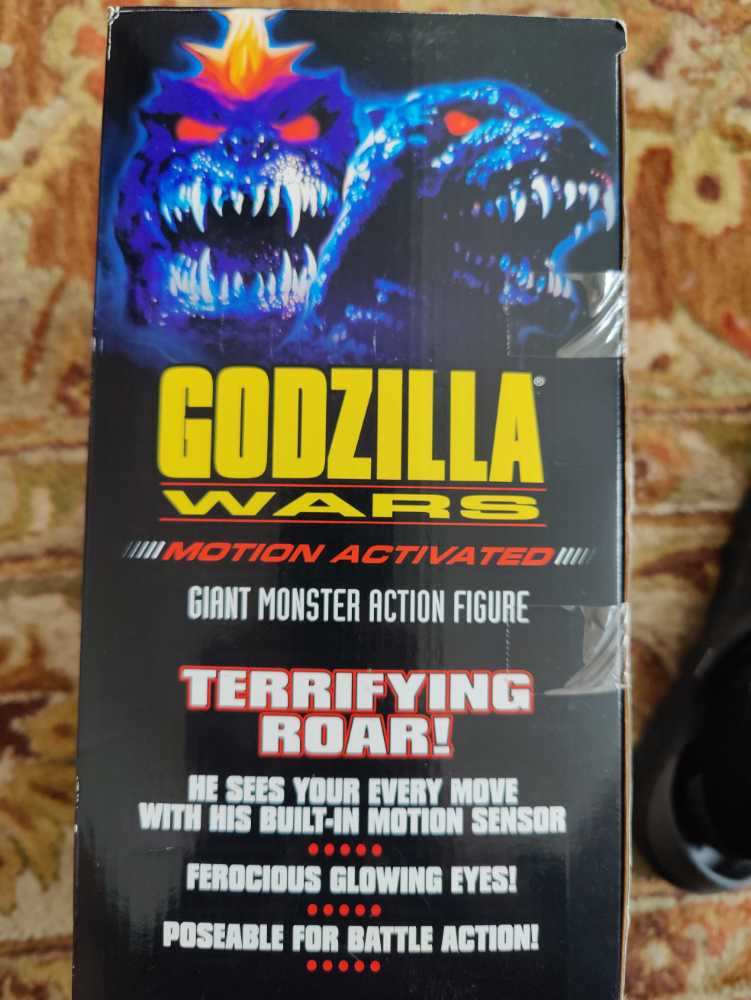 GODZILLA®
WARS
MOTION ACTIVATED
GIANT MONSTER ACTION FIGURE
TERRIFYING
ROAR!
HE SEES YOUR EVERY MOVE
WITH HIS BUILT-IN MOTION SENSOR
FEROCIOUS GLOWING EYES!
POSEABLE FOR BATTLE ACTION!